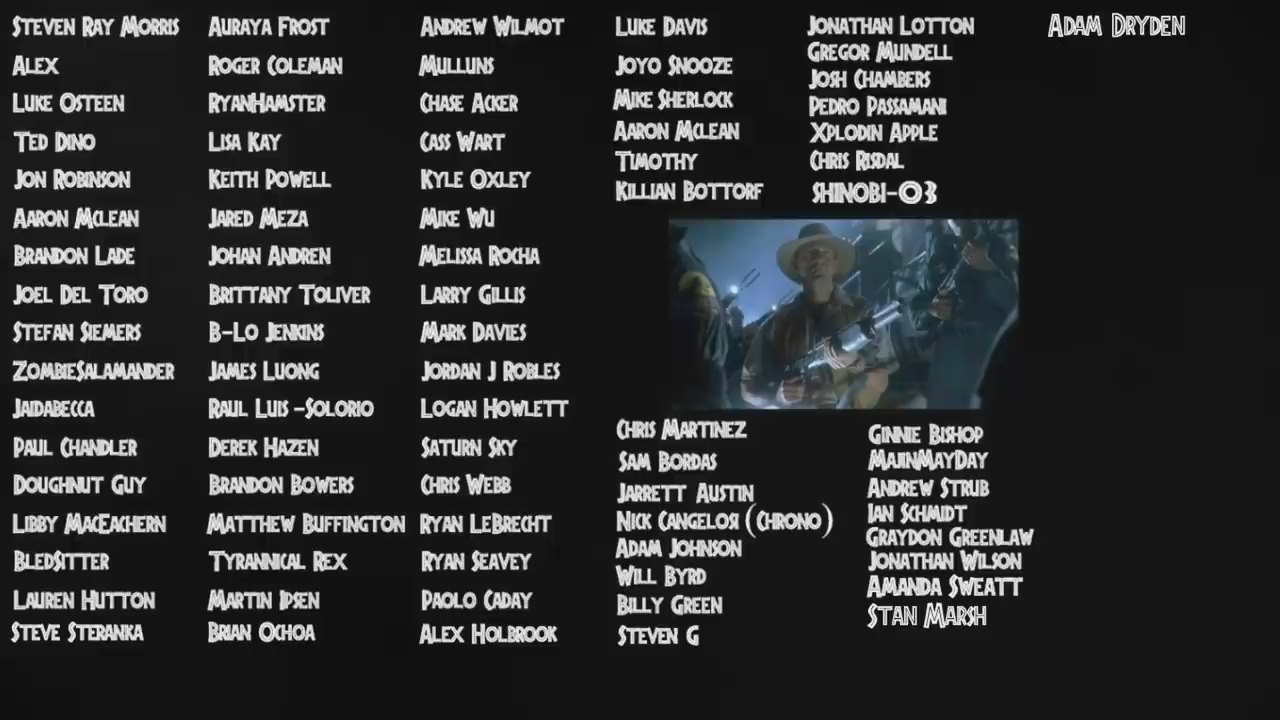 Steven Ray Morris
Alex
Luke Osteen
Ted Dino
Jon Robinson
Aaron Mclean
Brandon Lade
Joel Del Toro
Stefan Siemers
ZombieSalamander
Jaidabecca
Paul Chandler
Doughnut Guy
Libby MacEachern
BledSitter
Lauren Hutton
Steve Steranka
Auraya Frost
Roger Coleman
RyanHamster
Lisa Kay
Keith Powell
Jared Meza
Johan Andren
Brittany Toliver
B-Lo Jenkins
James Luong
Raul Luis -Solorio
Derek Hazen
Brandon Bowers
Matthew Buffington
Tyrannical Rex
Martin Ipsen
Brian Ochoa
Andrew Wilmot
Mulluns
Chase Acker
Cass Wart
Kyle Oxley
Mike Wu
Melissa Rocha
Larry Gillis
Mark Davies
Jordan J Robles
Logan Howlett
Saturn Sky
Chris Webb
Ryan LeBrecht
Ryan Seavey
Paolo Caday
Alex Holbrook
Luke Davis
Joyo Snooze
Mike Sherlock
Aaron Mclean
Timothy
Killian Bottorf
Jonathan Lotton
Gregor Mundell
Josh Chambers
Pedro Passamani
Xplodin Apple
Chris Risdal
SHINOBI-03
Adam Dryden
Chris Martinez
Sam Bordas
Jarrett Austin
Nick Cangelosi (chrono)
Adam Johnson
Will Byrd
Billy Green
Steven G
Ginnie Bishop
MajinMayDay
Andrew Strub
Ian Schmidt
Graydon Greenlaw
Jonathan Wilson
Amanda Sweatt
Stan Marsh